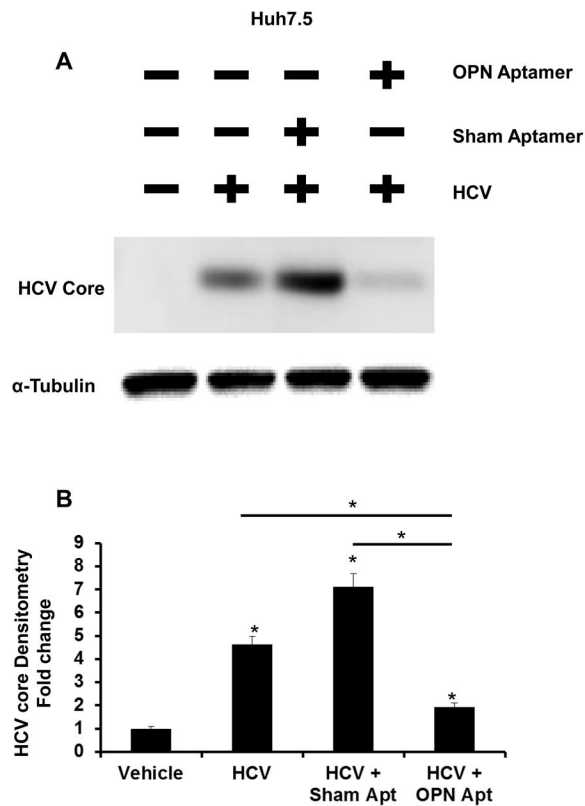 Huh7.5
A
− − − + OPN Aptamer
− − + − Sham Aptamer
− + + + HCV
HCV Core
α-Tubulin
B
*
*
*
*
*
HCV core Densitometry
Fold change
9
8
7
6
5
4
3
2
1
0
Vehicle
HCV
HCV +
Sham Apt
HCV +
OPN Apt